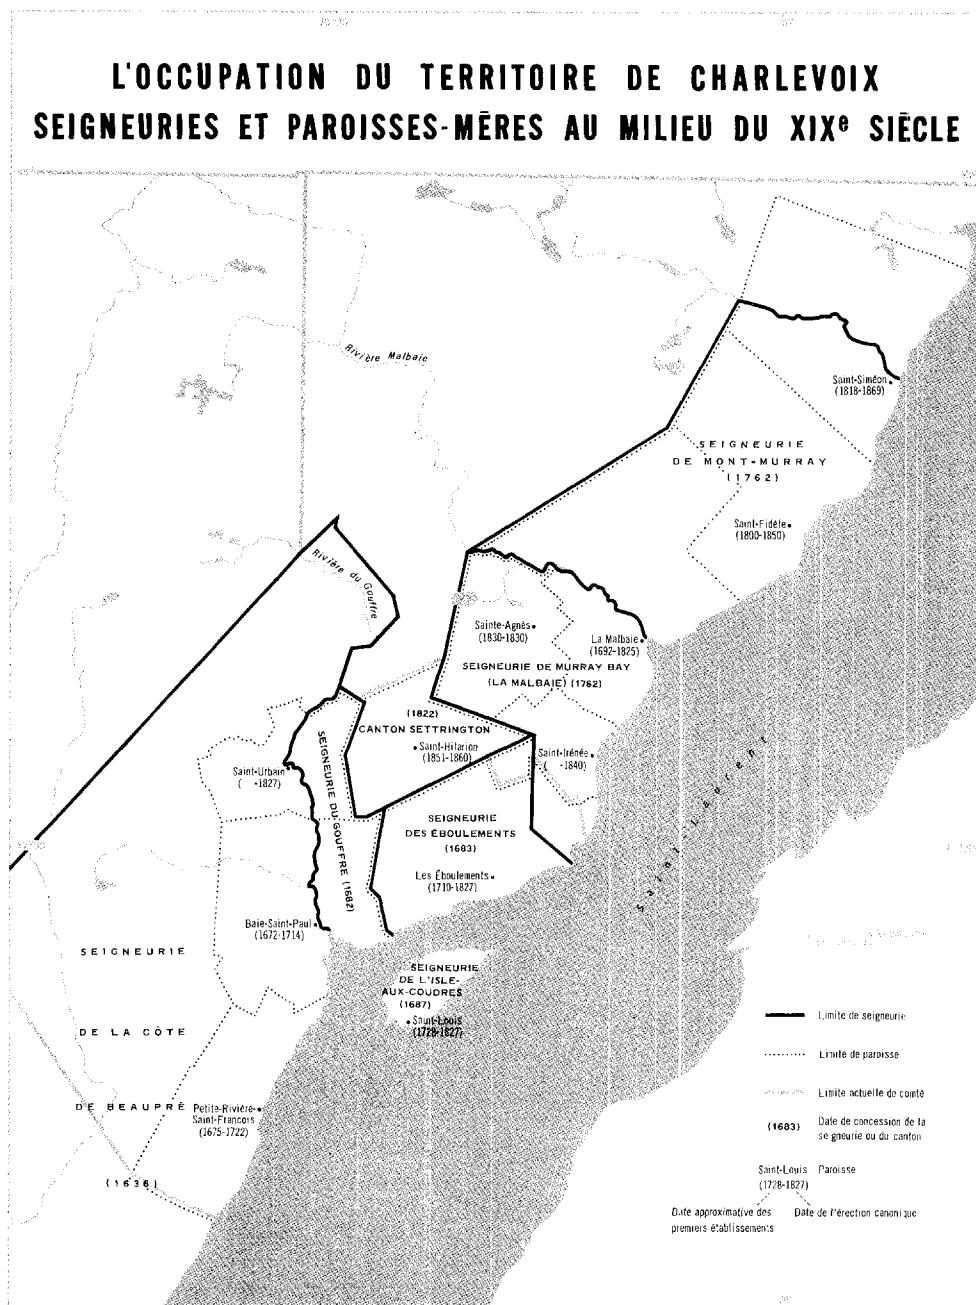 L'OCCUPATION DU TERRITOIRE DE CHARLEVOIX
SEIGNEURIES ET PAROISSES-MÈRES AU MILIEU DU XIXe SIÈCLE
Rivière Malbaie
Saint-Siméon
(1818-1869)
SEIGNEURIE
DE MONT-MURRAY
(1762)
Saint-Fidèle
(1800-1850)
Rivière du Gouffre
Sainte-Agnès
(1830-1830)
La Malbaie
(1692-1825)
SEIGNEURIE DE MURRAY BAY
(LA MALBAIE) (1762)
(1822)
CANTON SETTRINGTON
Saint-Hilarion
(1851-1860)
Saint-Irénée
( -1840)
Saint-Urbain
( -1827)
SEIGNEURIE DU GOUFFRE (1682)
SEIGNEURIE
DES ÉBOULEMENTS
(1683)
Les Éboulements
(1710-1827)
Saint-Laurent
Baie-Saint-Paul
(1672-1714)
SEIGNEURIE
DE LA CÔTE
DE BEAUPRÉ
(1636)
SEIGNEURIE
DE L'ISLE-
AUX-COUDRES
(1687)
Saint-Louis
(1728-1827)
Petite-Rivière-
Saint-François
(1675-1722)
Limite de seigneurie
Limite de paroisse
Limite actuelle de comté
(1683) Date de concession de la
seigneurie ou du canton
Saint-Louis Paroisse
(1728-1827)
Date approximative des
premiers établissements
Date de l'érection canonique